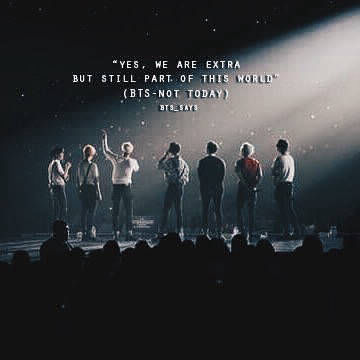 “YES, WE ARE EXTRA
BUT STILL PART OF THIS WORLD”
(BTS-NOT TODAY)
BTS_SAYS